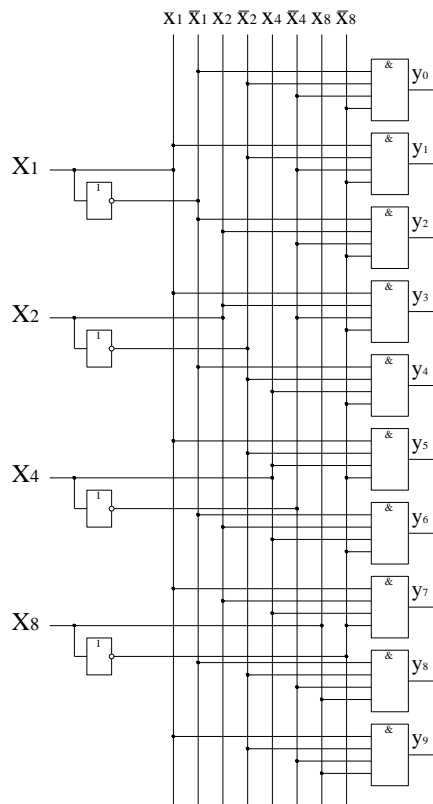 x1 x̄1 x2 x̄2 x4 x̄4 x8 x̄8
& y0
& y1
X1
1
& y2
& y3
X2
1
& y4
& y5
X4
1
& y6
& y7
X8
1
& y8
& y9